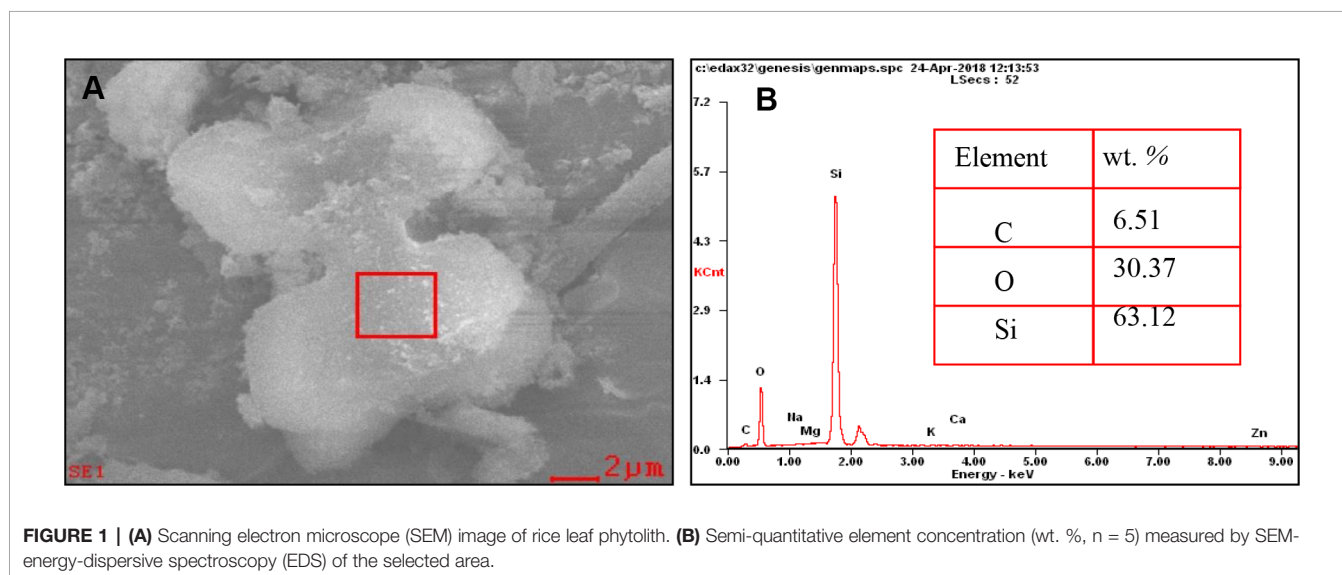 A
SE1
2µm
c:\edax32\genesis\genmaps.spc 24-Apr-2018 12:13:53
LSecs : 52
B
7.2
5.7
4.3
KCnt
2.9
1.4
0.0
Si
O
C
Na
Mg
K
Ca
Zn
0.00 1.00 2.00 3.00 4.00 5.00 6.00 7.00 8.00 9.00
Energy - keV
Element wt. %
C 6.51
O 30.37
Si 63.12
FIGURE 1 | (A) Scanning electron microscope (SEM) image of rice leaf phytolith. (B) Semi-quantitative element concentration (wt. %, n = 5) measured by SEM-
energy-dispersive spectroscopy (EDS) of the selected area.